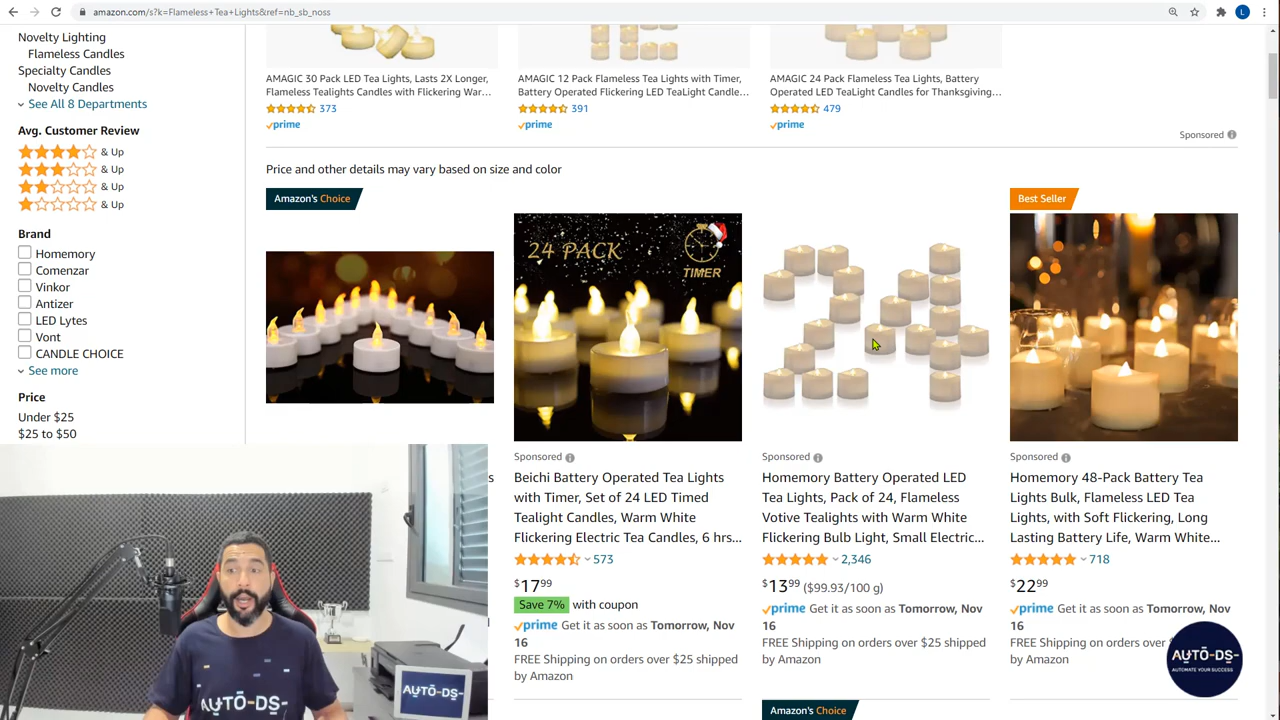 amazon.com/s?k=Flameless+Tea+Lights&ref=nb_sb_noss
L
Novelty Lighting
Flameless Candles
Specialty Candles
Novelty Candles
See All 8 Departments
Avg. Customer Review
& Up
& Up
& Up
& Up
Brand
Homemory
Comenzar
Vinkor
Antizer
LED Lytes
Vont
CANDLE CHOICE
See more
Price
Under $25
$25 to $50
AMAGIC 30 Pack LED Tea Lights, Lasts 2X Longer,
Flameless Tealights Candles with Flickering War...
373
prime
AMAGIC 12 Pack Flameless Tea Lights with Timer,
Battery Operated Flickering LED TeaLight Candle...
391
prime
AMAGIC 24 Pack Flameless Tea Lights, Battery
Operated LED TeaLight Candles for Thanksgiving...
479
prime
Sponsored
Price and other details may vary based on size and color
Amazon's Choice
s
24 PACK
TIMER
Sponsored
Beichi Battery Operated Tea Lights
with Timer, Set of 24 LED Timed
Tealight Candles, Warm White
Flickering Electric Tea Candles, 6 hrs...
573
$17 99
Save 7% with coupon
prime Get it as soon as Tomorrow, Nov
16
FREE Shipping on orders over $25 shipped
by Amazon
Sponsored
Homemory Battery Operated LED
Tea Lights, Pack of 24, Flameless
Votive Tealights with Warm White
Flickering Bulb Light, Small Electric...
2,346
$13 99 ($99.93/100 g)
prime Get it as soon as Tomorrow, Nov
16
FREE Shipping on orders over $25 shipped
by Amazon
Amazon's Choice
Best Seller
Sponsored
Homemory 48-Pack Battery Tea
Lights Bulk, Flameless LED Tea
Lights, with Soft Flickering, Long
Lasting Battery Life, Warm White...
718
$22 99
prime Get it as soon as Tomorrow, Nov
16
FREE Shipping on orders over $25 shipped
by Amazon
AUTO-DS-
AUTOMATE YOUR SUCCESS
AUTO-DS-
AUTO-DS-